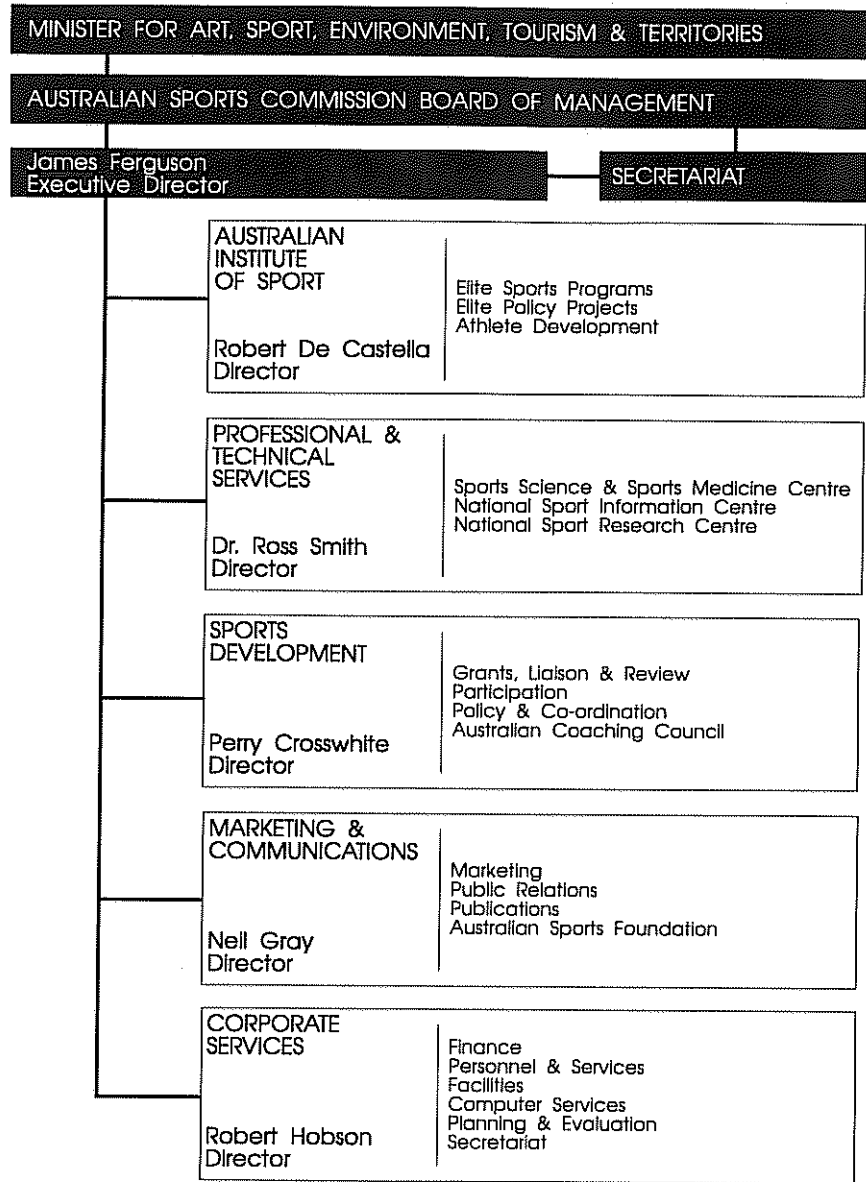 MINISTER FOR ART, SPORT, ENVIRONMENT, TOURISM & TERRITORIES
AUSTRALIAN SPORTS COMMISSION BOARD OF MANAGEMENT
James Ferguson
Executive Director
SECRETARIAT
AUSTRALIAN
INSTITUTE
OF SPORT
Robert De Castella
Director
Elite Sports Programs
Elite Policy Projects
Athlete Development
PROFESSIONAL &
TECHNICAL
SERVICES
Dr. Ross Smith
Director
Sports Science & Sports Medicine Centre
National Sport Information Centre
National Sport Research Centre
SPORTS
DEVELOPMENT
Perry Crosswhite
Director
Grants, Liaison & Review
Participation
Policy & Co-ordination
Australian Coaching Council
MARKETING &
COMMUNICATIONS
Neil Gray
Director
Marketing
Public Relations
Publications
Australian Sports Foundation
CORPORATE
SERVICES
Robert Hobson
Director
Finance
Personnel & Services
Facilities
Computer Services
Planning & Evaluation
Secretariat